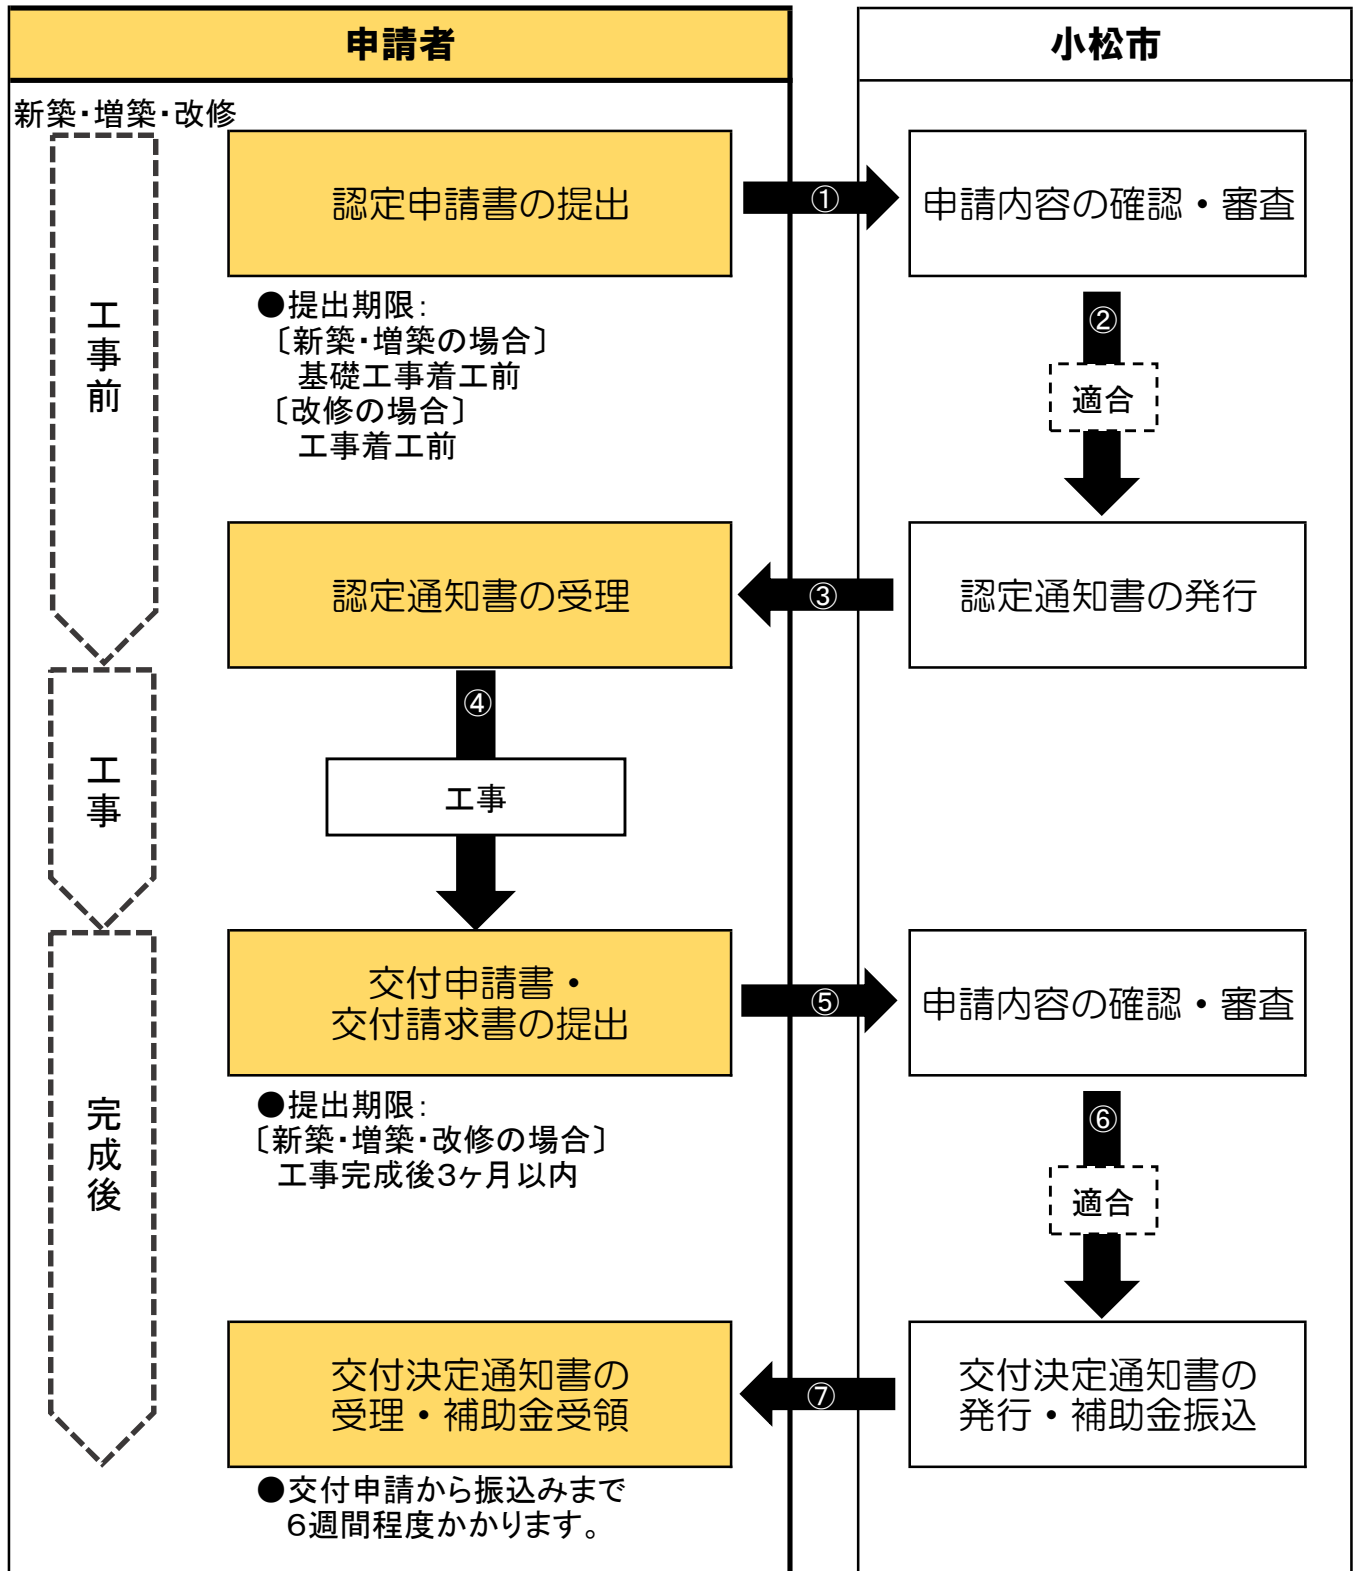 申請者
小松市
新築・増築・改修
工事前
認定申請書の提出
①
申請内容の確認・審査
●提出期限：
〔新築・増築の場合〕
基礎工事着工前
〔改修の場合〕
工事着工前
②
適合
認定通知書の受理
③
認定通知書の発行
工事
④
工事
完成後
交付申請書・
交付請求書の提出
⑤
申請内容の確認・審査
●提出期限：
〔新築・増築・改修の場合〕
工事完成後3ヶ月以内
⑥
適合
交付決定通知書の
受理・補助金受領
⑦
交付決定通知書の
発行・補助金振込
●交付申請から振込みまで
6週間程度かかります。